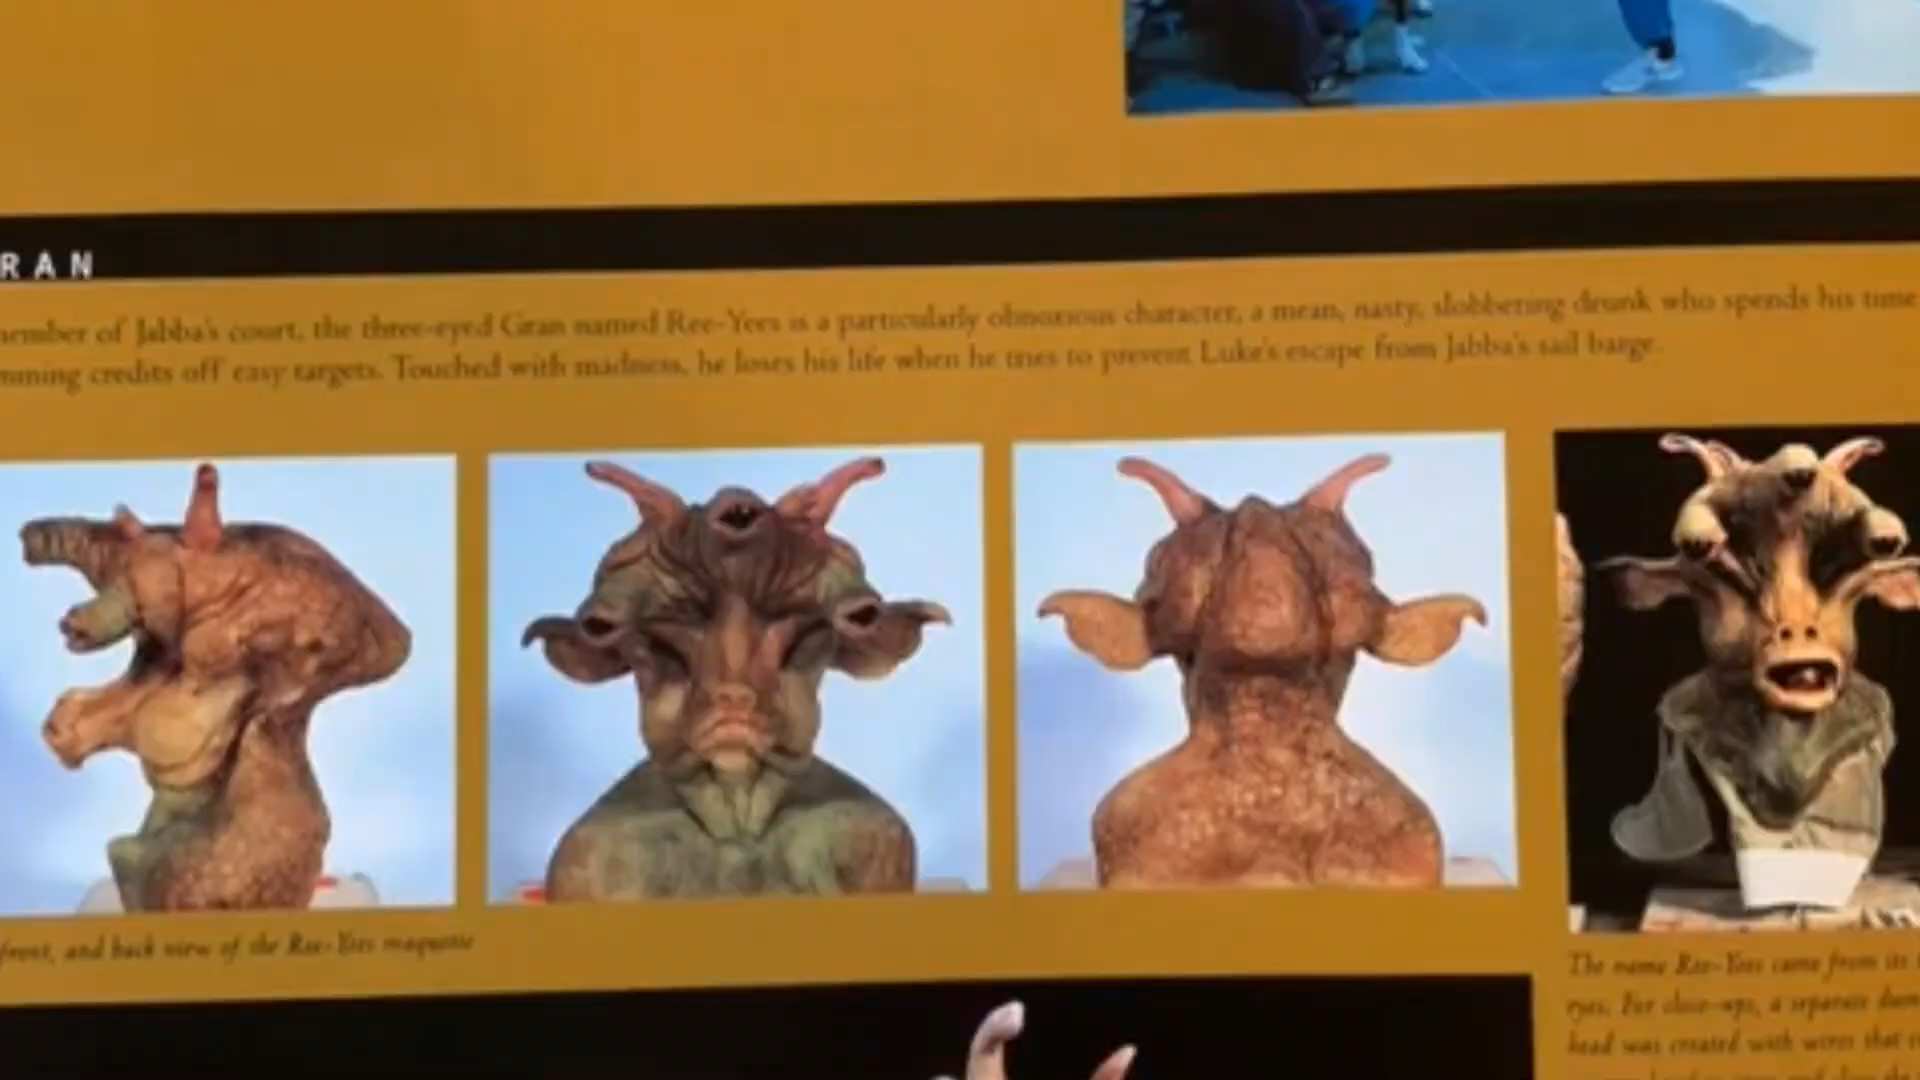 RAN
member of Jabba's court, the three-eyed Gran named Ree-Yees is a particularly obnoxious character, a mean, nasty, slobbering drunk who spends his time
mming credits off easy targets. Touched with madness, he loses his life when he tries to prevent Luke's escape from Jabba's sail barge.
front, and back view of the Ree-Yees maquette
The name Ree-Yees came from its
eyes. For close-ups, a separate
head was created with wires that